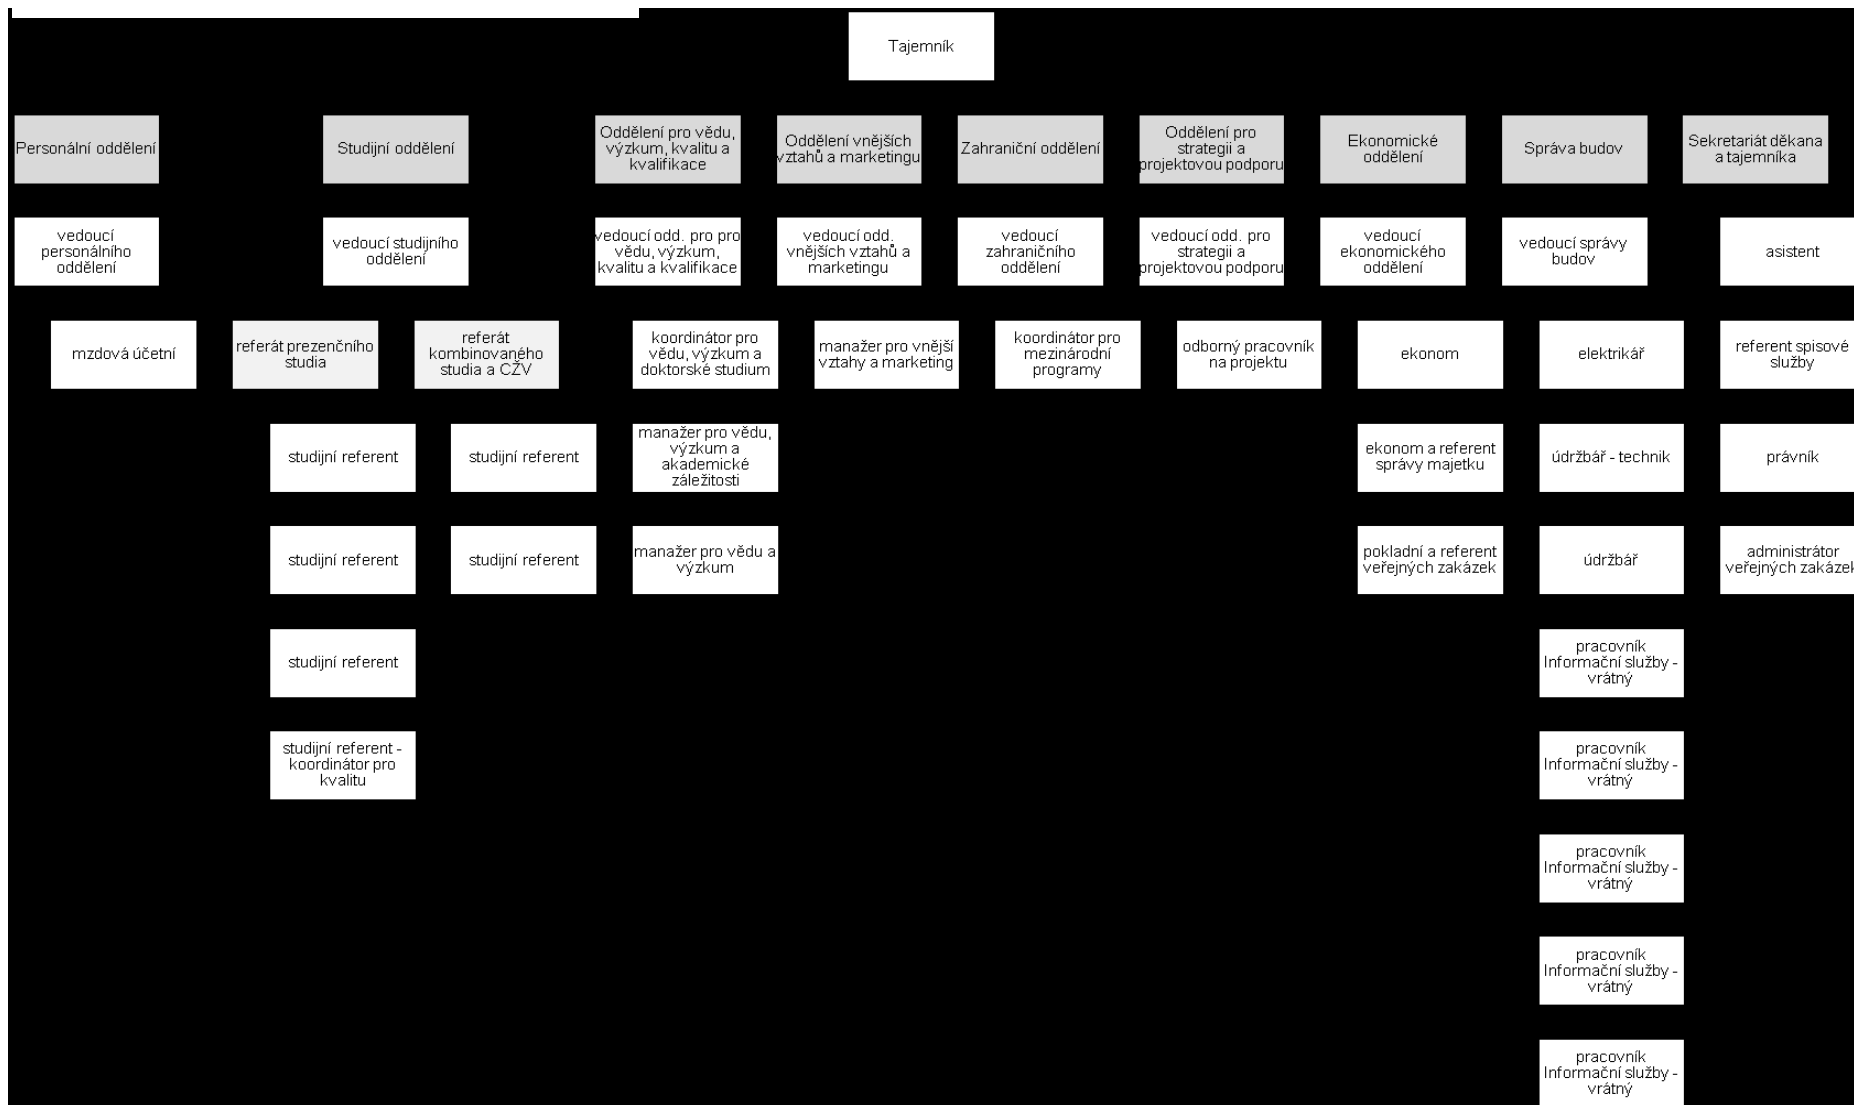 Tajemník
Personální oddělení
Studijní oddělení
Oddělení pro vědu,
výzkum, kvalitu a
kvalifikace
Oddělení vnějších
vztahů a marketingu
Zahraniční oddělení
Oddělení pro
strategii a
projektovou podporu
Ekonomické
oddělení
Správa budov
Sekretariát děkana
a tajemníka
vedoucí
personálního
oddělení
vedoucí studijního
oddělení
vedoucí odd. pro pro
vědu, výzkum,
kvalitu a kvalifikace
vedoucí odd.
vnějších vztahů a
marketingu
vedoucí
zahraničního
oddělení
vedoucí odd. pro
strategii a
projektovou podporu
vedoucí
ekonomického
oddělení
vedoucí správy
budov
asistent
mzdová účetní
referát prezenčního
studia
referát
kombinovaného
studia a CŽV
koordinátor pro
vědu, výzkum a
doktorské studium
manažer pro vnější
vztahy a marketing
koordinátor pro
mezinárodní
programy
odborný pracovník
na projektu
ekonom
elektrikář
referent spisové
služby
studijní referent
studijní referent
manažer pro vědu,
výzkum a
akademické
záležitosti
ekonom a referent
správy majetku
údržbář - technik
právník
studijní referent
studijní referent
manažer pro vědu a
výzkum
pokladní a referent
veřejných zakázek
údržbář
administrátor
veřejných zakázek
studijní referent
pracovník
Informační služby -
vrátný
studijní referent -
koordinátor pro
kvalitu
pracovník
Informační služby -
vrátný
pracovník
Informační služby -
vrátný
pracovník
Informační služby -
vrátný
pracovník
Informační služby -
vrátný